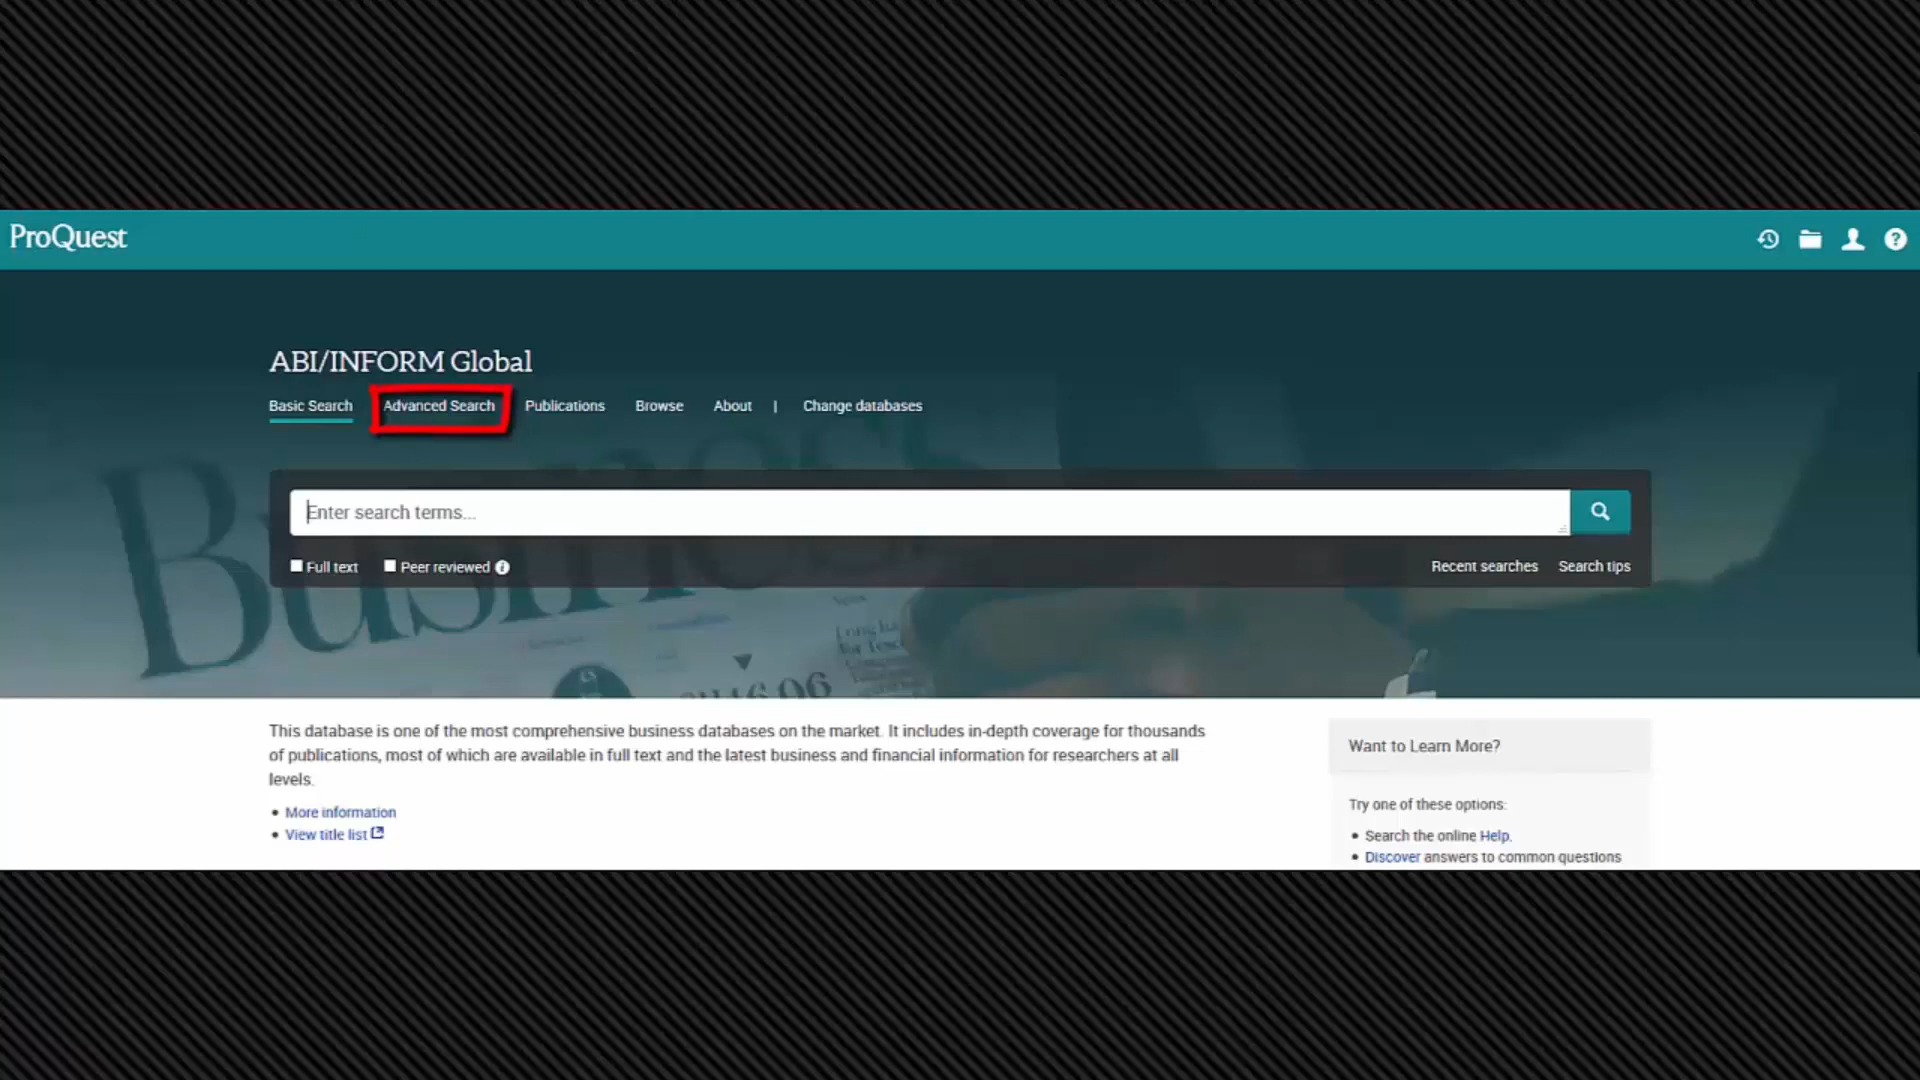 ProQuest
ABI/INFORM Global
Basic Search Advanced Search Publications Browse About | Change databases
Enter search terms...
Full text Peer reviewed
Recent searches Search tips
Business
This database is one of the most comprehensive business databases on the market. It includes in-depth coverage for thousands
of publications, most of which are available in full text and the latest business and financial information for researchers at all
levels.
• More information
• View title list
Want to Learn More?
Try one of these options:
• Search the online Help.
• Discover answers to common questions